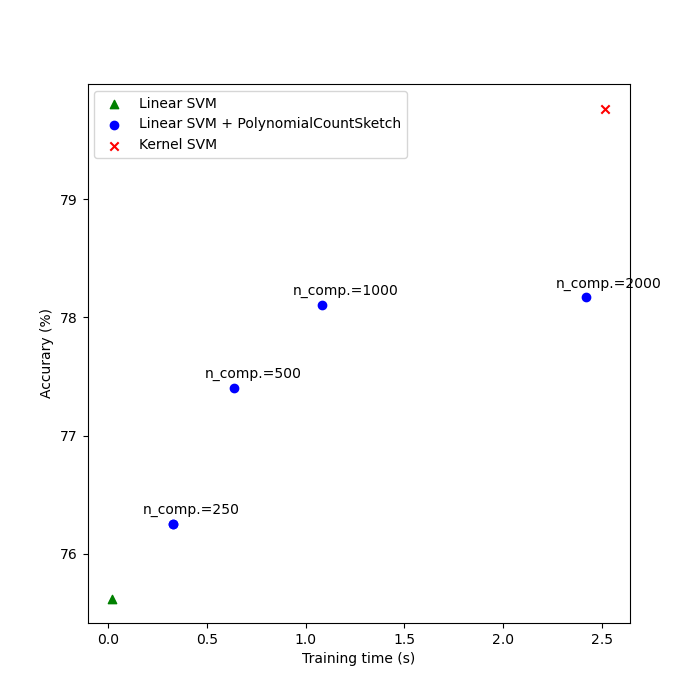 Linear SVM
Linear SVM + PolynomialCountSketch
Kernel SVM
79
n_comp.=2000
n_comp.=1000
78
n_comp.=500
77
n_comp.=250
76
Accurary (%)
0.0 0.5 1.0 1.5 2.0 2.5
Training time (s)